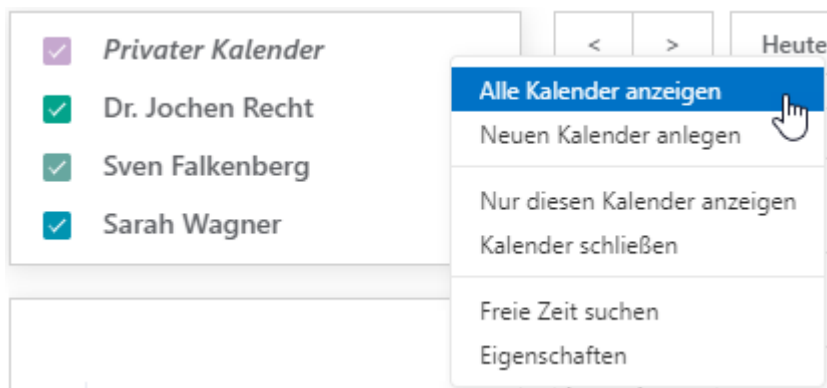 Privater Kalender
Dr. Jochen Recht
Sven Falkenberg
Sarah Wagner
< > Heute
Alle Kalender anzeigen
Neuen Kalender anlegen
Nur diesen Kalender anzeigen
Kalender schließen
Freie Zeit suchen
Eigenschaften